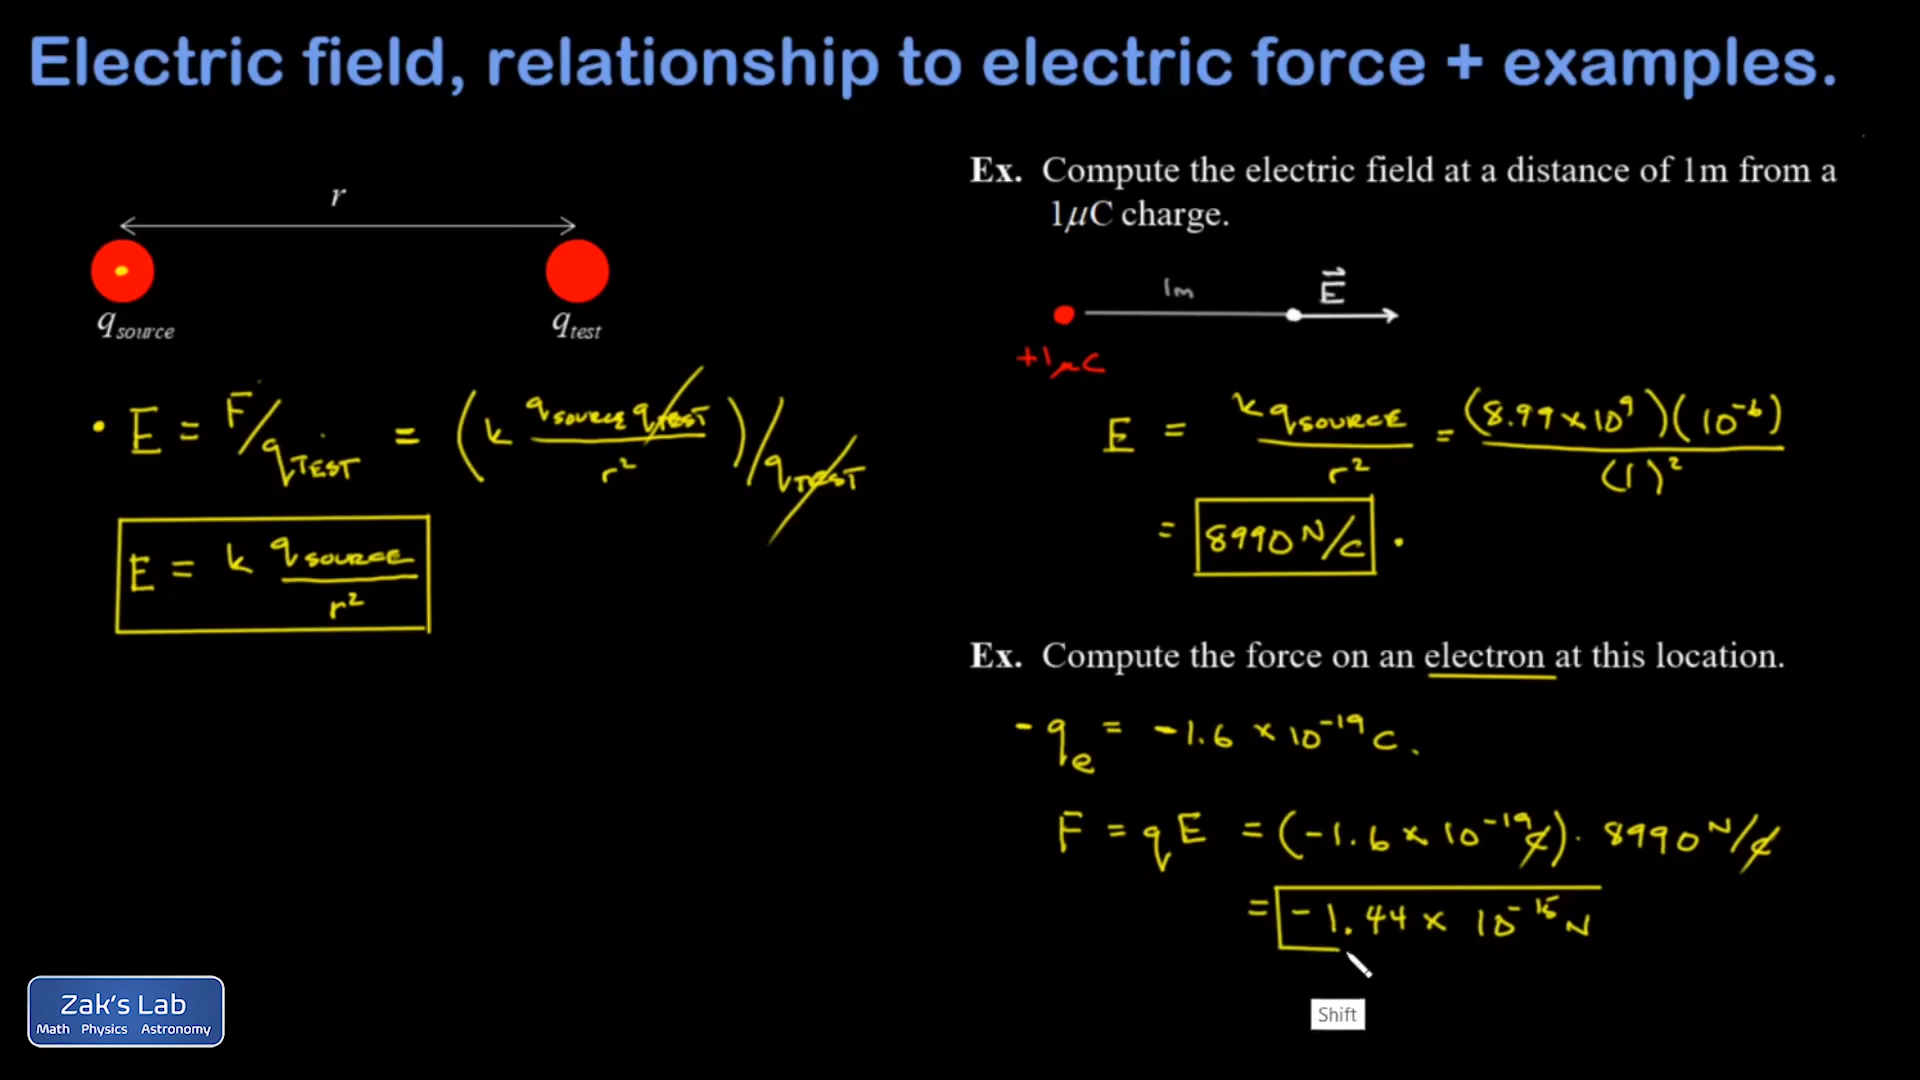 Electric field, relationship to electric force + examples.
r
q_source
q_test
• E = F/q_TEST = (k q_SOURCE q_TEST / r²) / q_TEST
E = k q_SOURCE / r²
Ex. Compute the electric field at a distance of 1m from a
1μC charge.
1m
E⃗
+1μC
E = k q_SOURCE / r² = (8.99 × 10⁹)(10⁻⁶) / (1)²
= 8990 N/C .
Ex. Compute the force on an electron at this location.
-q_e = -1.6 × 10⁻¹⁹ C .
F = qE = (-1.6 × 10⁻¹⁹ C) · 8990 N/C
= -1.44 × 10⁻¹⁵ N
Shift
Zak's Lab
Math Physics Astronomy